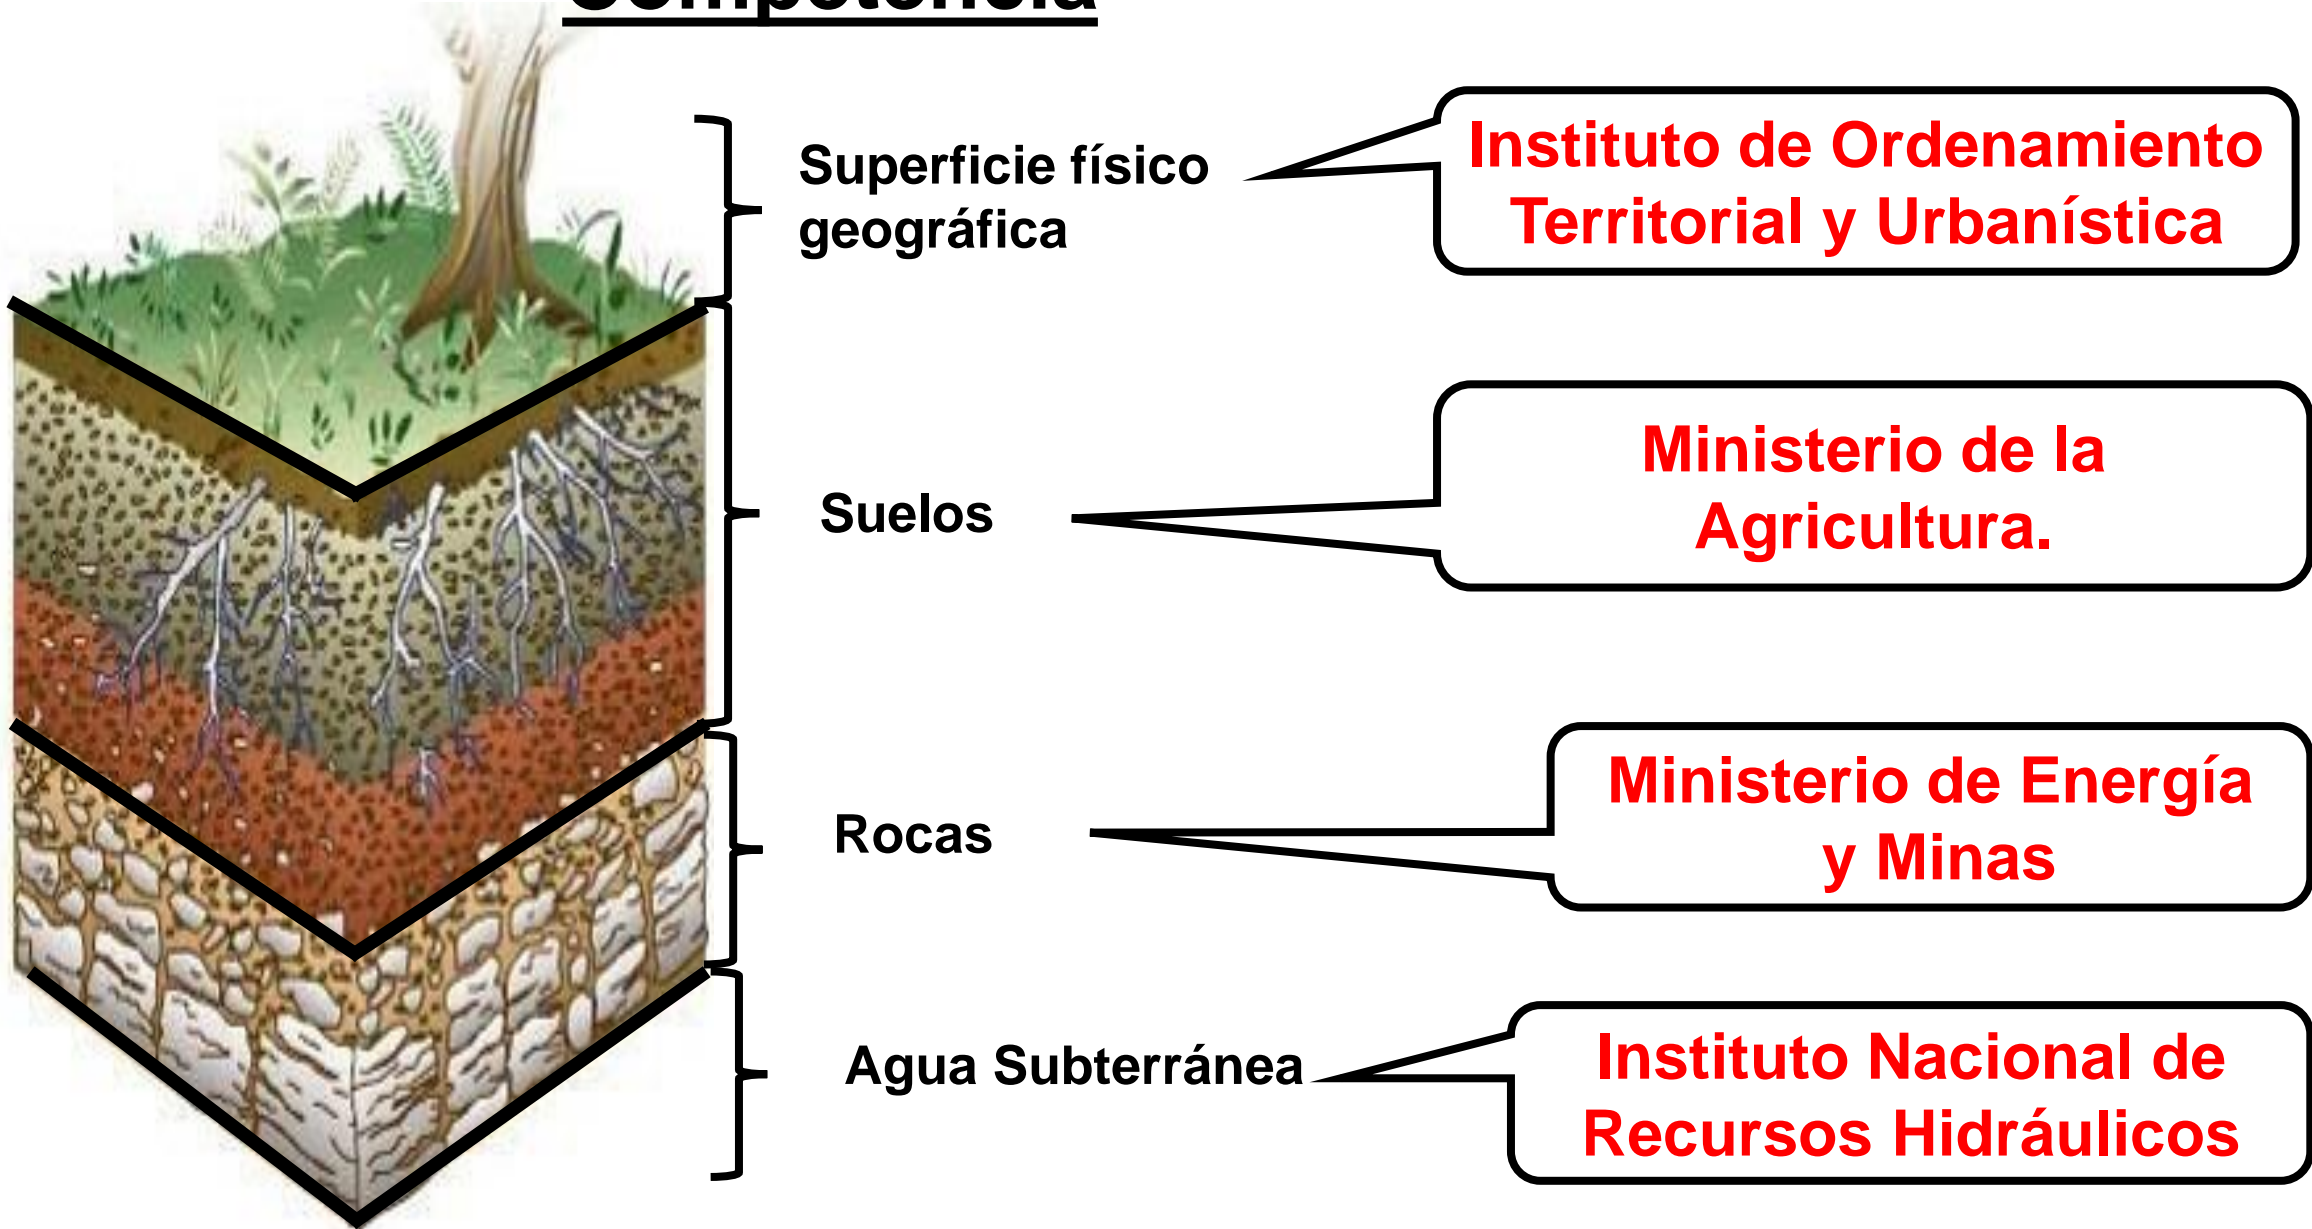 Competencia
Superficie físico
geográfica
Instituto de Ordenamiento
Territorial y Urbanística
Suelos
Ministerio de la
Agricultura.
Rocas
Ministerio de Energía
y Minas
Agua Subterránea
Instituto Nacional de
Recursos Hidráulicos